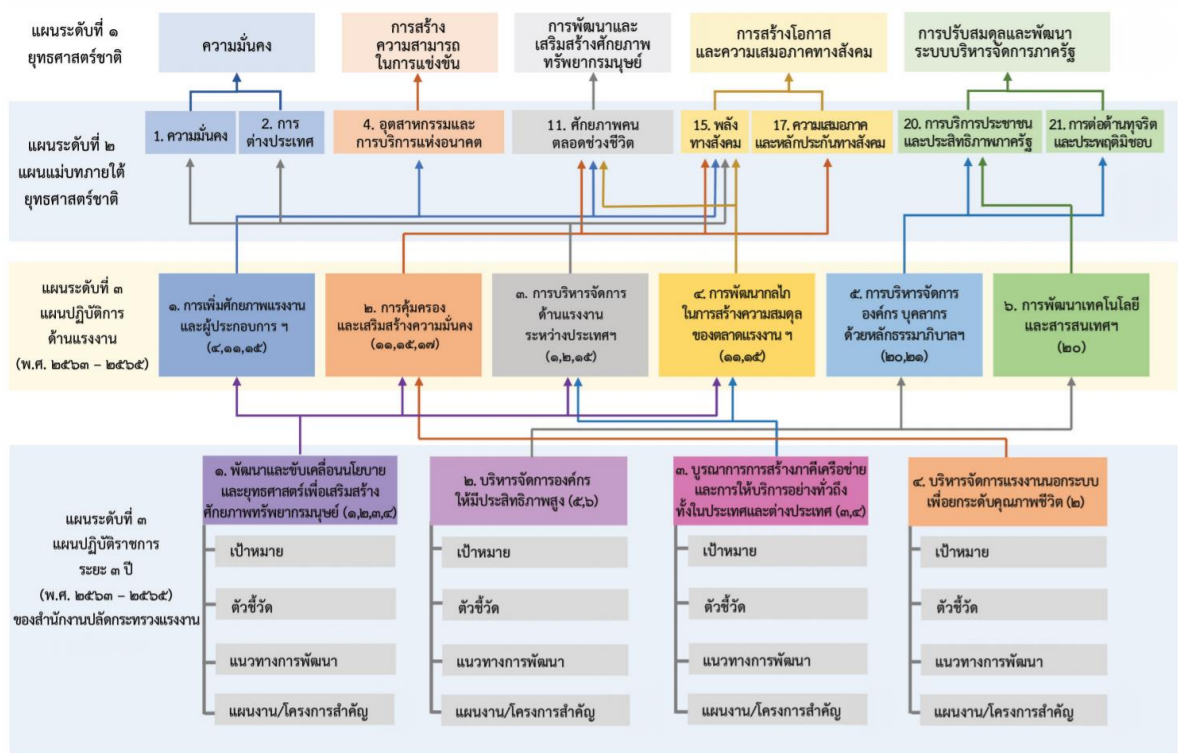 แผนระดับที่ ๑
ยุทธศาสตร์ชาติ
ความมั่นคง
การสร้าง
ความสามารถ
ในการแข่งขัน
การพัฒนาและ
เสริมสร้างศักยภาพ
ทรัพยากรมนุษย์
การสร้างโอกาส
และความเสมอภาคทางสังคม
การปรับสมดุลและพัฒนา
ระบบบริหารจัดการภาครัฐ
แผนระดับที่ ๒
แผนแม่บทภายใต้
ยุทธศาสตร์ชาติ
1. ความมั่นคง
2. การ
ต่างประเทศ
4. อุตสาหกรรมและ
การบริการแห่งอนาคต
11. ศักยภาพคน
ตลอดช่วงชีวิต
15. พลัง
ทางสังคม
17. ความเสมอภาค
และหลักประกันทางสังคม
20. การบริการประชาชน
และประสิทธิภาพภาครัฐ
21. การต่อต้านทุจริต
และประพฤติมิชอบ
แผนระดับที่ ๓
แผนปฏิบัติการ
ด้านแรงงาน
(พ.ศ. ๒๕๖๓ – ๒๕๖๕)
๑. การเพิ่มศักยภาพแรงงาน
และผู้ประกอบการ ฯ
(๔,๑๑,๑๕)
๒. การคุ้มครอง
และเสริมสร้างความมั่นคง
(๑๑,๑๕,๑๗)
๓. การบริหารจัดการ
ด้านแรงงาน
ระหว่างประเทศฯ
(๑,๒,๑๕)
๔. การพัฒนากลไก
ในการสร้างความสมดุล
ของตลาดแรงงาน ฯ
(๑๑,๑๕)
๕. การบริหารจัดการ
องค์กร บุคลากร
ด้วยหลักธรรมาภิบาลฯ
(๒๐,๒๑)
๖. การพัฒนาเทคโนโลยี
และสารสนเทศฯ
(๒๐)
แผนระดับที่ ๓
แผนปฏิบัติราชการ
ระยะ ๓ ปี
(พ.ศ. ๒๕๖๓ – ๒๕๖๕)
ของสำนักงานปลัดกระทรวงแรงงาน
๑. พัฒนาและขับเคลื่อนนโยบาย
และยุทธศาสตร์เพื่อเสริมสร้าง
ศักยภาพทรัพยากรมนุษย์ (๑,๒,๓,๔)
เป้าหมาย
ตัวชี้วัด
แนวทางการพัฒนา
แผนงาน/โครงการสำคัญ
๒. บริหารจัดการองค์กร
ให้มีประสิทธิภาพสูง (๕,๖)
เป้าหมาย
ตัวชี้วัด
แนวทางการพัฒนา
แผนงาน/โครงการสำคัญ
๓. บูรณาการการสร้างภาคีเครือข่าย
และการให้บริการอย่างทั่วถึง
ทั้งในประเทศและต่างประเทศ (๓,๔)
เป้าหมาย
ตัวชี้วัด
แนวทางการพัฒนา
แผนงาน/โครงการสำคัญ
๔. บริหารจัดการแรงงานนอกระบบ
เพื่อยกระดับคุณภาพชีวิต (๒)
เป้าหมาย
ตัวชี้วัด
แนวทางการพัฒนา
แผนงาน/โครงการสำคัญ